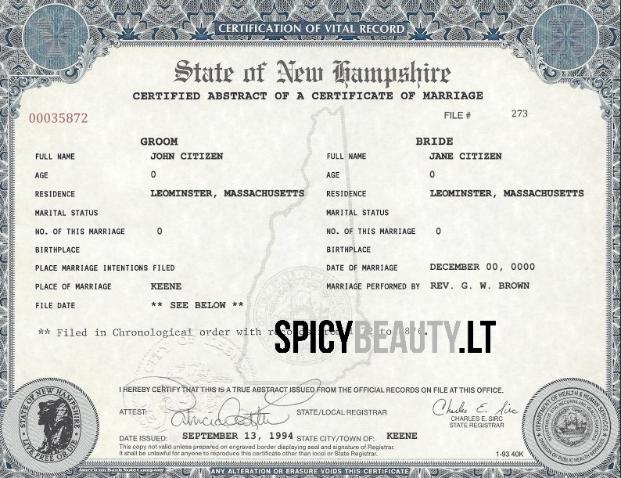 CERTIFICATION OF VITAL RECORD
State of New Hampshire
CERTIFIED ABSTRACT OF A CERTIFICATE OF MARRIAGE
00035872
FILE # 273
GROOM
FULL NAME JOHN CITIZEN
AGE 0
RESIDENCE LEOMINSTER, MASSACHUSETTS
MARITAL STATUS
NO. OF THIS MARRIAGE 0
BIRTHPLACE
PLACE MARRIAGE INTENTIONS FILED
PLACE OF MARRIAGE KEENE
FILE DATE ** SEE BELOW **
BRIDE
FULL NAME JANE CITIZEN
AGE 0
RESIDENCE LEOMINSTER, MASSACHUSETTS
MARITAL STATUS
NO. OF THIS MARRIAGE 0
BIRTHPLACE
DATE OF MARRIAGE DECEMBER 00, 0000
MARRIAGE PERFORMED BY REV. G. W. BROWN
** Filed in Chronological order with
SPICYBEAUTY.LT
I HEREBY CERTIFY THAT THIS IS A TRUE ABSTRACT ISSUED FROM THE OFFICIAL RECORDS ON FILE AT THIS OFFICE.
ATTEST: STATE/LOCAL REGISTRAR
Charles E. Sirc
CHARLES E. SIRC
STATE REGISTRAR
DATE ISSUED: SEPTEMBER 13, 1994 STATE CITY/TOWN OF: KEENE
This copy not valid unless prepared on engraved border displaying seal and signature of Registrar.
It shall be unlawful for anyone to reproduce this certificate other than local or State Registrar.
1-93 40K
STATE OF NEW HAMPSHIRE
LIVE FREE OR DIE
DEPARTMENT OF HEALTH & HUMAN SERVICES
DIVISION OF PUBLIC HEALTH SERVICES
American Bank Note Company
ANY ALTERATION OR ERASURE VOIDS THIS CERTIFICATE